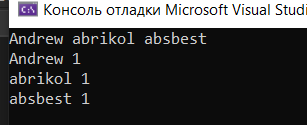 Консоль отладки Microsoft Visual Studi
Andrew abrikol absbest
Andrew 1
abrikol 1
absbest 1